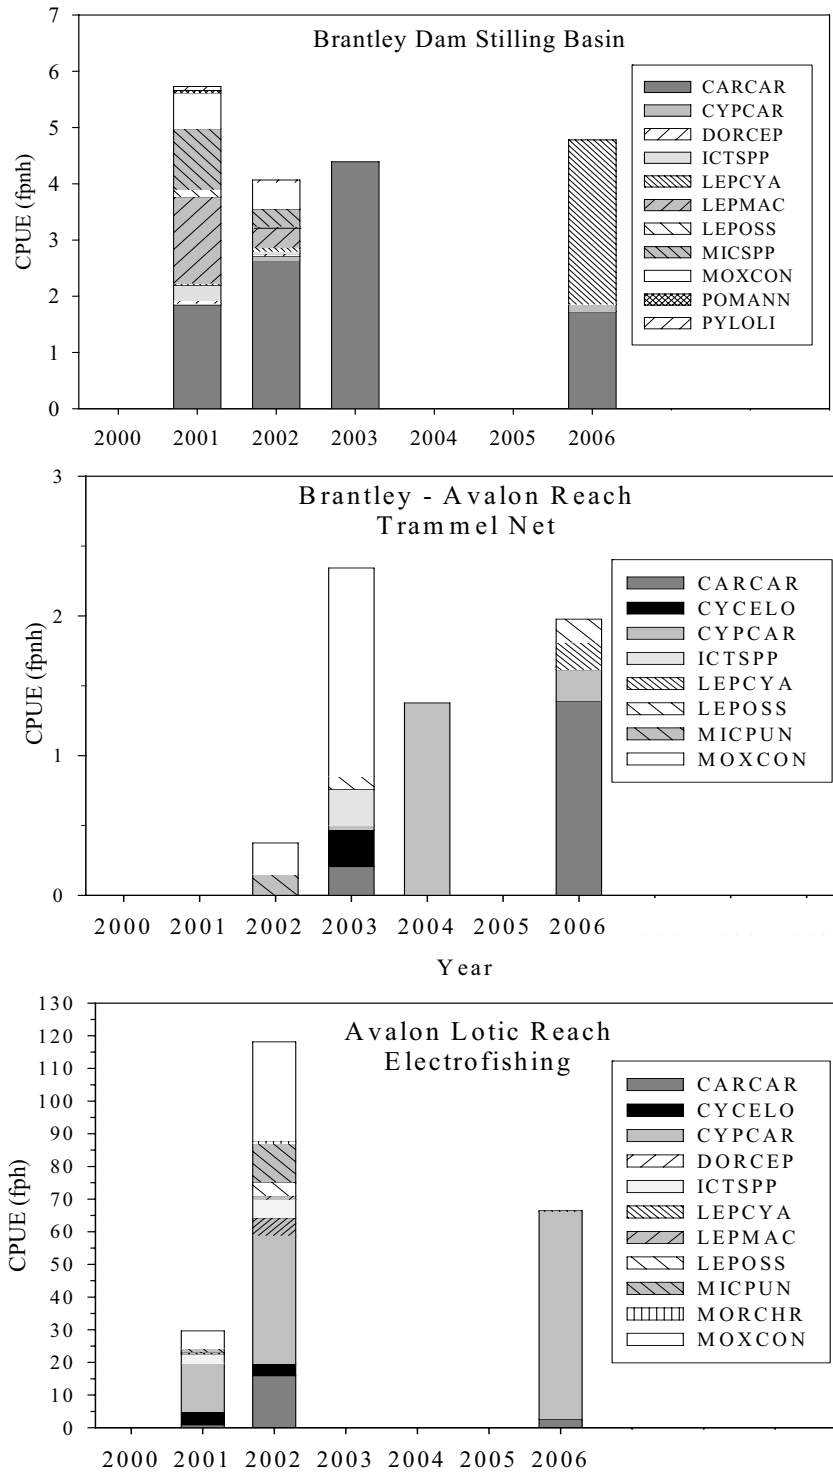 Brantley Dam Stilling Basin
7
6
5
4
3
2
1
0
CPUE (fpnh)
CARCAR
CYPCAR
DORCEP
ICTSPP
LEPCYA
LEPMAC
LEPOSS
MICSPP
MOXCON
POMANN
PYLOLI
2000 2001 2002 2003 2004 2005 2006
Brantley - Avalon Reach
Trammel Net
3
2
1
0
CPUE (fpnh)
CARCAR
CYCELO
CYPCAR
ICTSPP
LEPCYA
LEPOSS
MICPUN
MOXCON
2000 2001 2002 2003 2004 2005 2006
Year
Avalon Lotic Reach
Electrofishing
130
120
110
100
90
80
70
60
50
40
30
20
10
0
CPUE (fph)
CARCAR
CYCELO
CYPCAR
DORCEP
ICTSPP
LEPCYA
LEPMAC
LEPOSS
MICPUN
MORCHR
MOXCON
2000 2001 2002 2003 2004 2005 2006